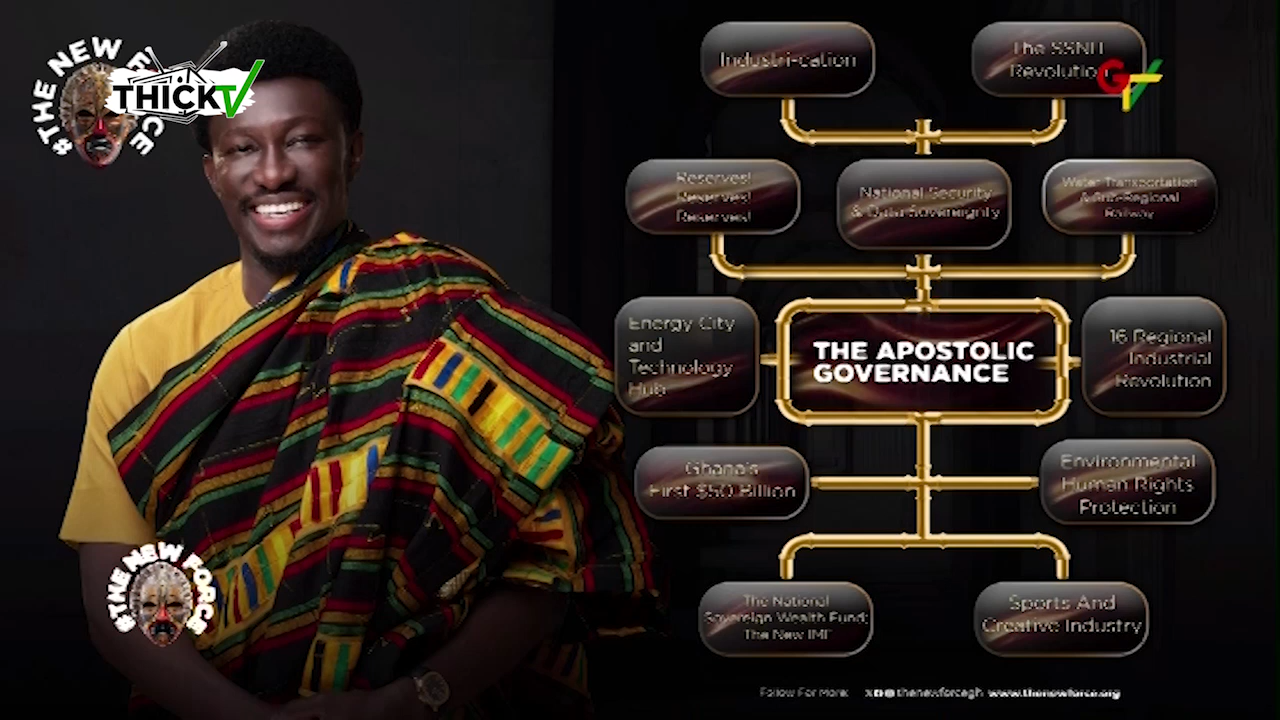 #THE NEW FORCE
THICKTV
Industri-cation
The SSNIT
Revolution
GTV
Reserves!
Reserves!
Reserves!
National Security
& Data Sovereignty
Water Transportation
& Sub-Regional
Railway
Energy City
and
Technology
Hub
THE APOSTOLIC
GOVERNANCE
16 Regional
Industrial
Revolution
Ghana's
First $50 Billion
Environmental
Human Rights
Protection
#THE NEW FORCE
The National
Sovereign Wealth Fund;
The New IMF
Sports And
Creative Industry
Follow For More: thenewforcegh www.thenewforce.org